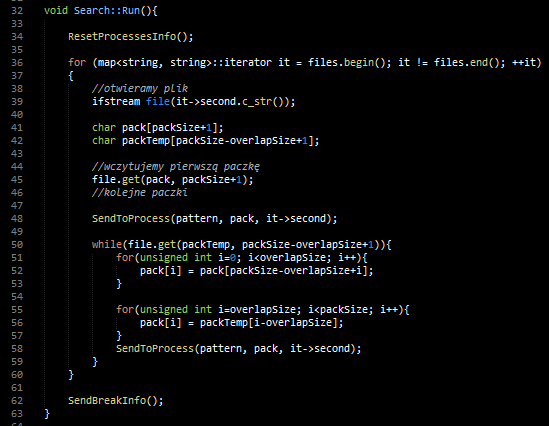 32 void Search::Run(){
33
34 ResetProcessesInfo();
35
36 for (map<string, string>::iterator it = files.begin(); it != files.end(); ++it)
37 {
38 //otwieramy plik
39 ifstream file(it->second.c_str());
40
41 char pack[packSize+1];
42 char packTemp[packSize-overlapSize+1];
43
44 //wczytujemy pierwszą paczkę
45 file.get(pack, packSize+1);
46 //kolejne paczki
47
48 SendToProcess(pattern, pack, it->second);
49
50 while(file.get(packTemp, packSize-overlapSize+1)){
51 for(unsigned int i=0; i<overlapSize; i++){
52 pack[i] = pack[packSize-overlapSize+i];
53 }
54
55 for(unsigned int i=overlapSize; i<packSize; i++){
56 pack[i] = packTemp[i-overlapSize];
57 }
58 SendToProcess(pattern, pack, it->second);
59 }
60 }
61
62 SendBreakInfo();
63 }